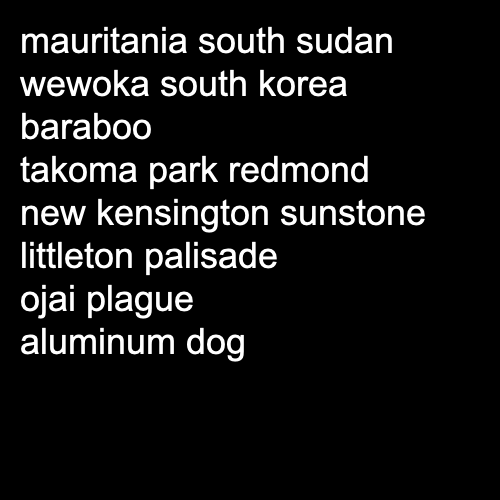 mauritania south sudan
wewoka south korea
baraboo
takoma park redmond
new kensington sunstone
littleton palisade
ojai plague
aluminum dog